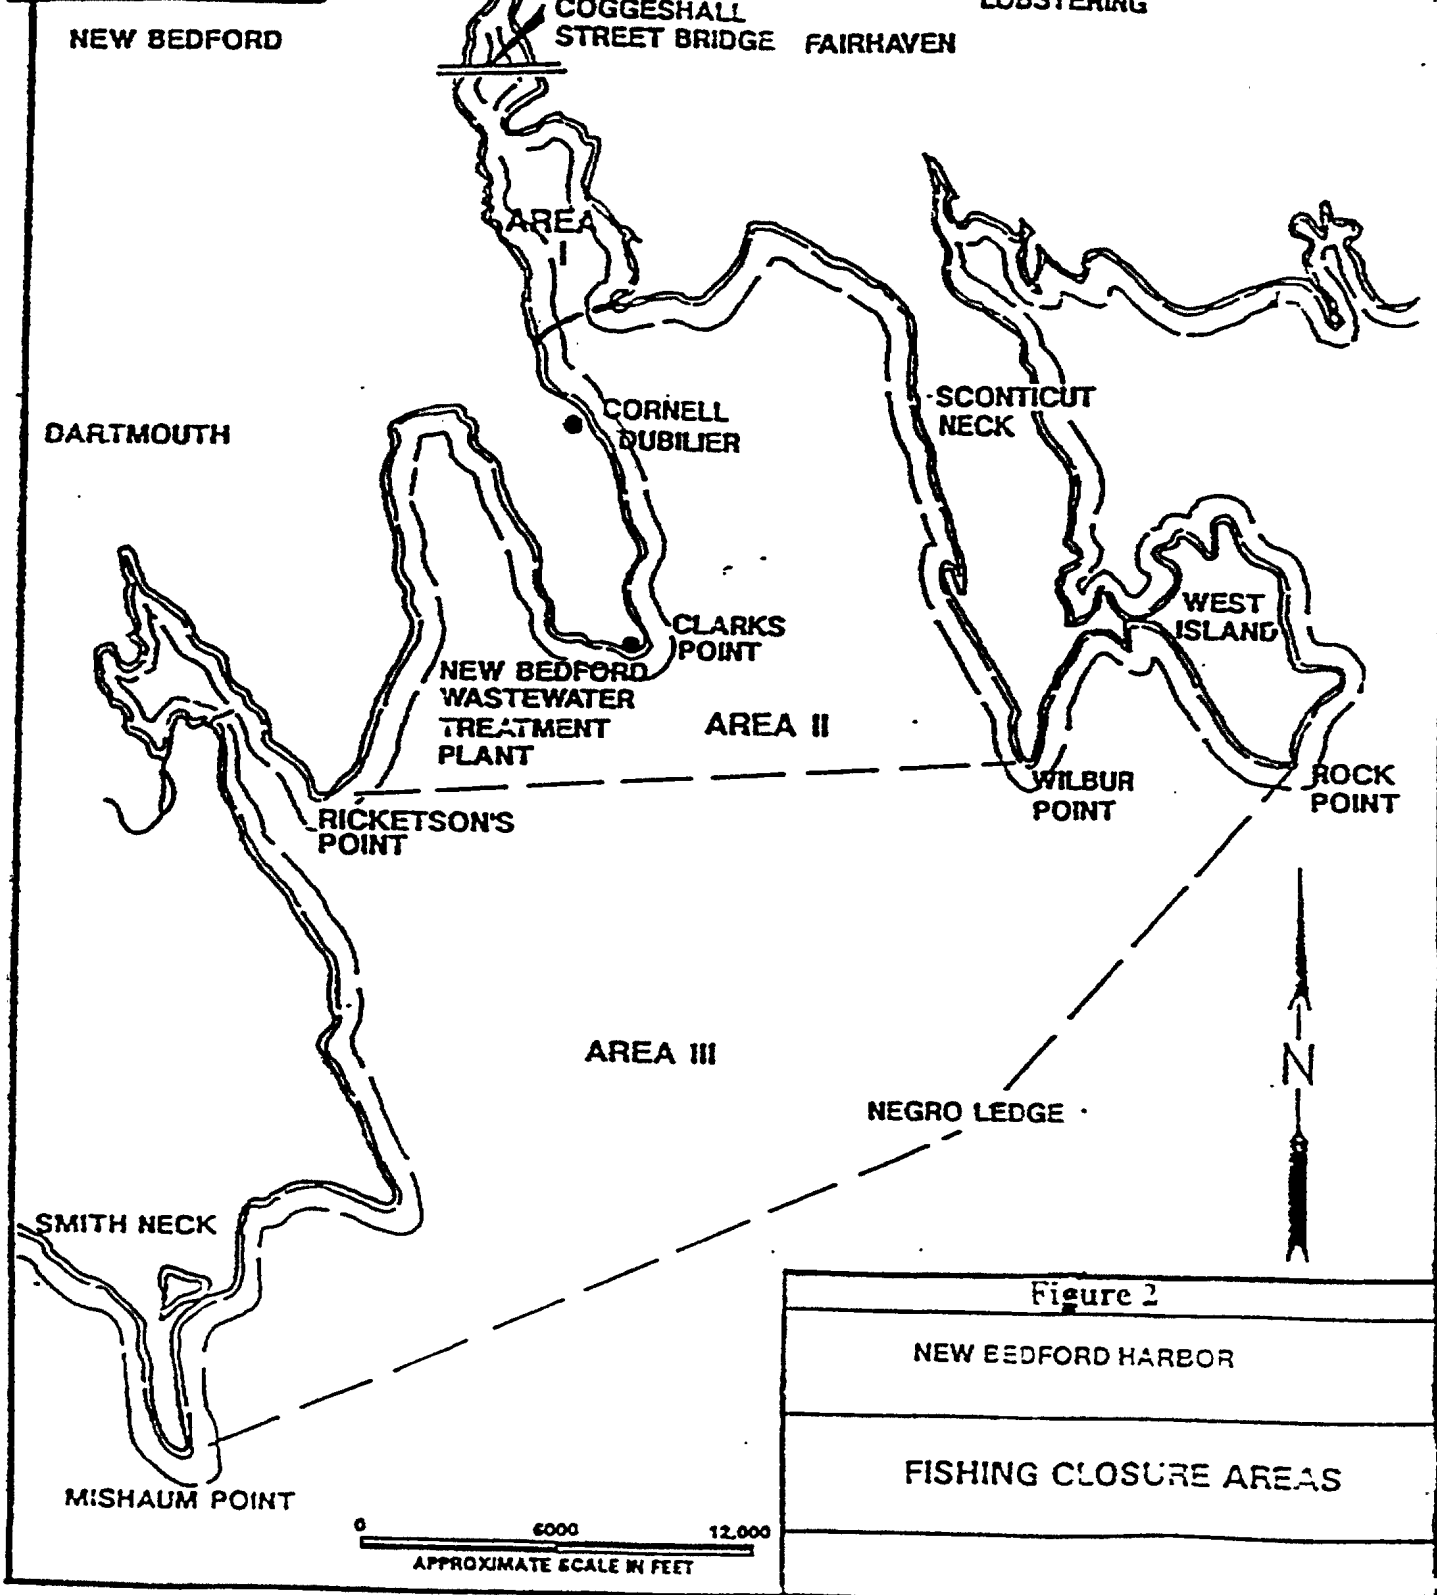 LOBSTERING
COGGESHALL
STREET BRIDGE
NEW BEDFORD
FAIRHAVEN
AREA
I
SCONTICUT
NECK
CORNELL
DUBILIER
DARTMOUTH
WEST
ISLAND
CLARKS
POINT
NEW BEDFORD
WASTEWATER
TREATMENT
PLANT
AREA II
WILBUR
POINT
ROCK
POINT
RICKETSON'S
POINT
AREA III
N
NEGRO LEDGE
SMITH NECK
MISHAUM POINT
0 6000 12,000
APPROXIMATE SCALE IN FEET
Figure 2
NEW BEDFORD HARBOR
FISHING CLOSURE AREAS